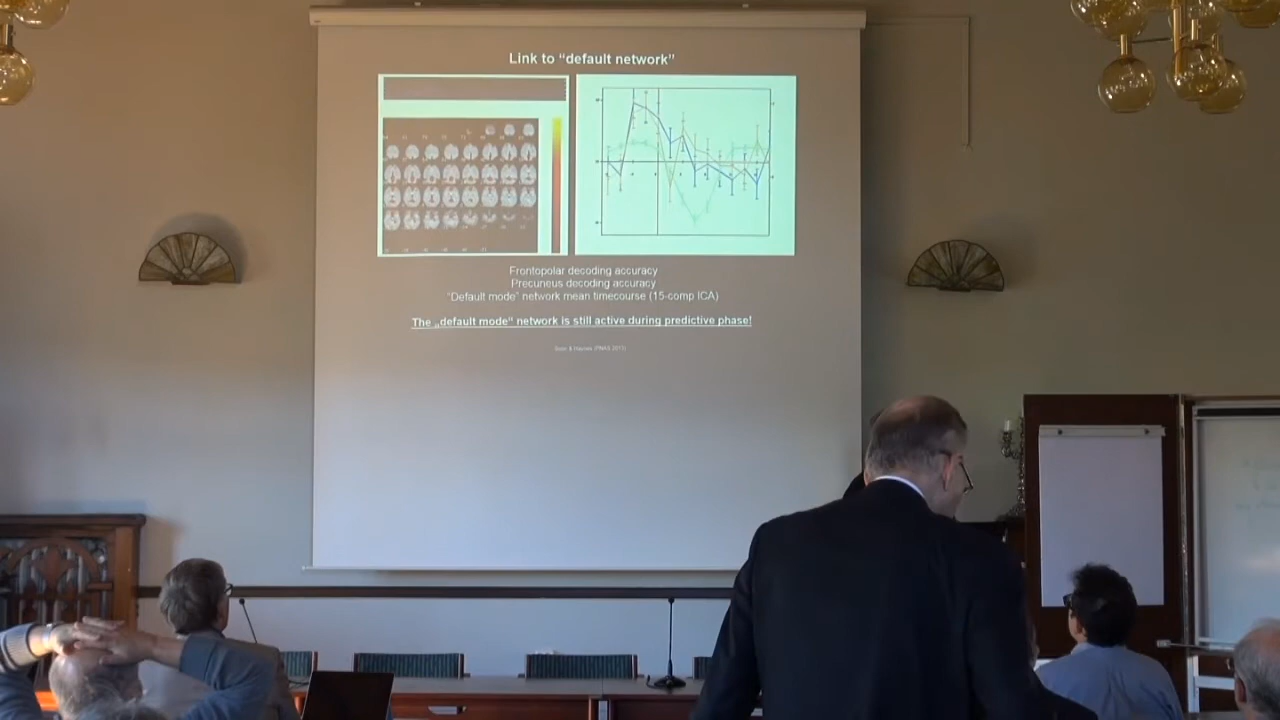 Link to “default network”
Frontopolar decoding accuracy
Precuneus decoding accuracy
“Default mode” network mean timecourse (15-comp ICA)
The „default mode“ network is still active during predictive phase!